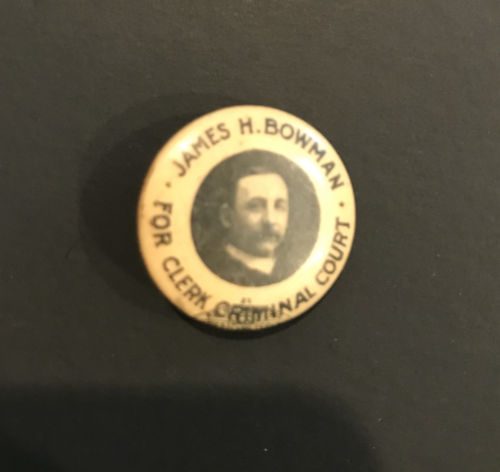 JAMES H. BOWMAN
FOR CLERK CRIMINAL COURT